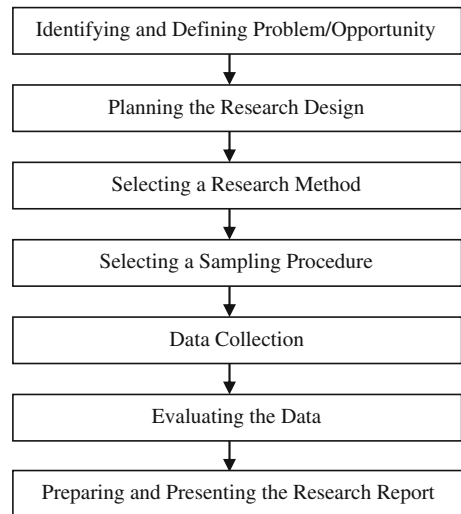 Identifying and Defining Problem/Opportunity
Planning the Research Design
Selecting a Research Method
Selecting a Sampling Procedure
Data Collection
Evaluating the Data
Preparing and Presenting the Research Report